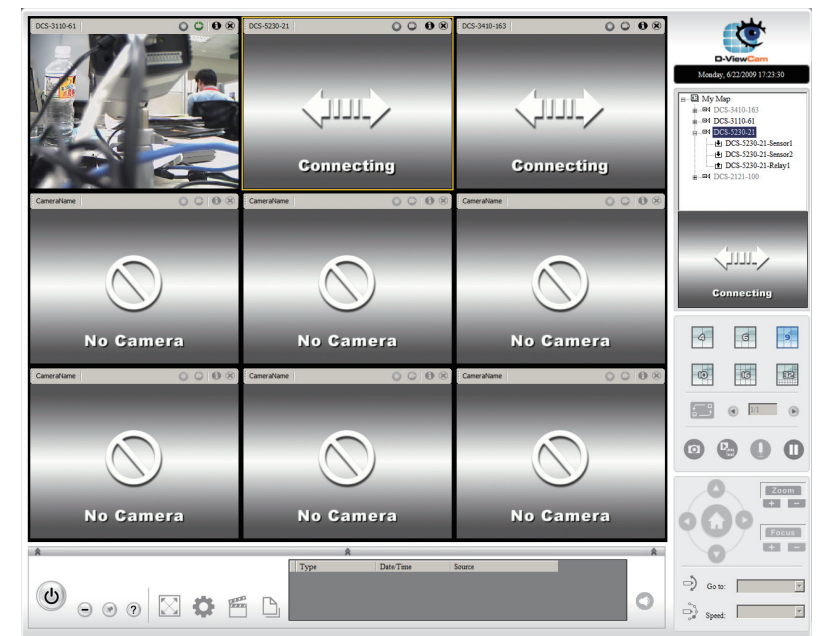 DCS-3110-61
DCS-5230-21
DCS-3410-163
Connecting
Connecting
CameraName
CameraName
CameraName
No Camera
No Camera
No Camera
CameraName
CameraName
CameraName
No Camera
No Camera
No Camera
Type Date/Time Source
D-ViewCam
Monday, 6/22/2009 17:23:30
My Map
DCS-3410-163
DCS-3110-61
DCS-5230-21
DCS-5230-21-Sensor1
DCS-5230-21-Sensor2
DCS-5230-21-Relay1
DCS-2121-100
Connecting
4 6 9
10 16 32
1/1
Zoom
+ −
Focus
+ −
Go to:
Speed: